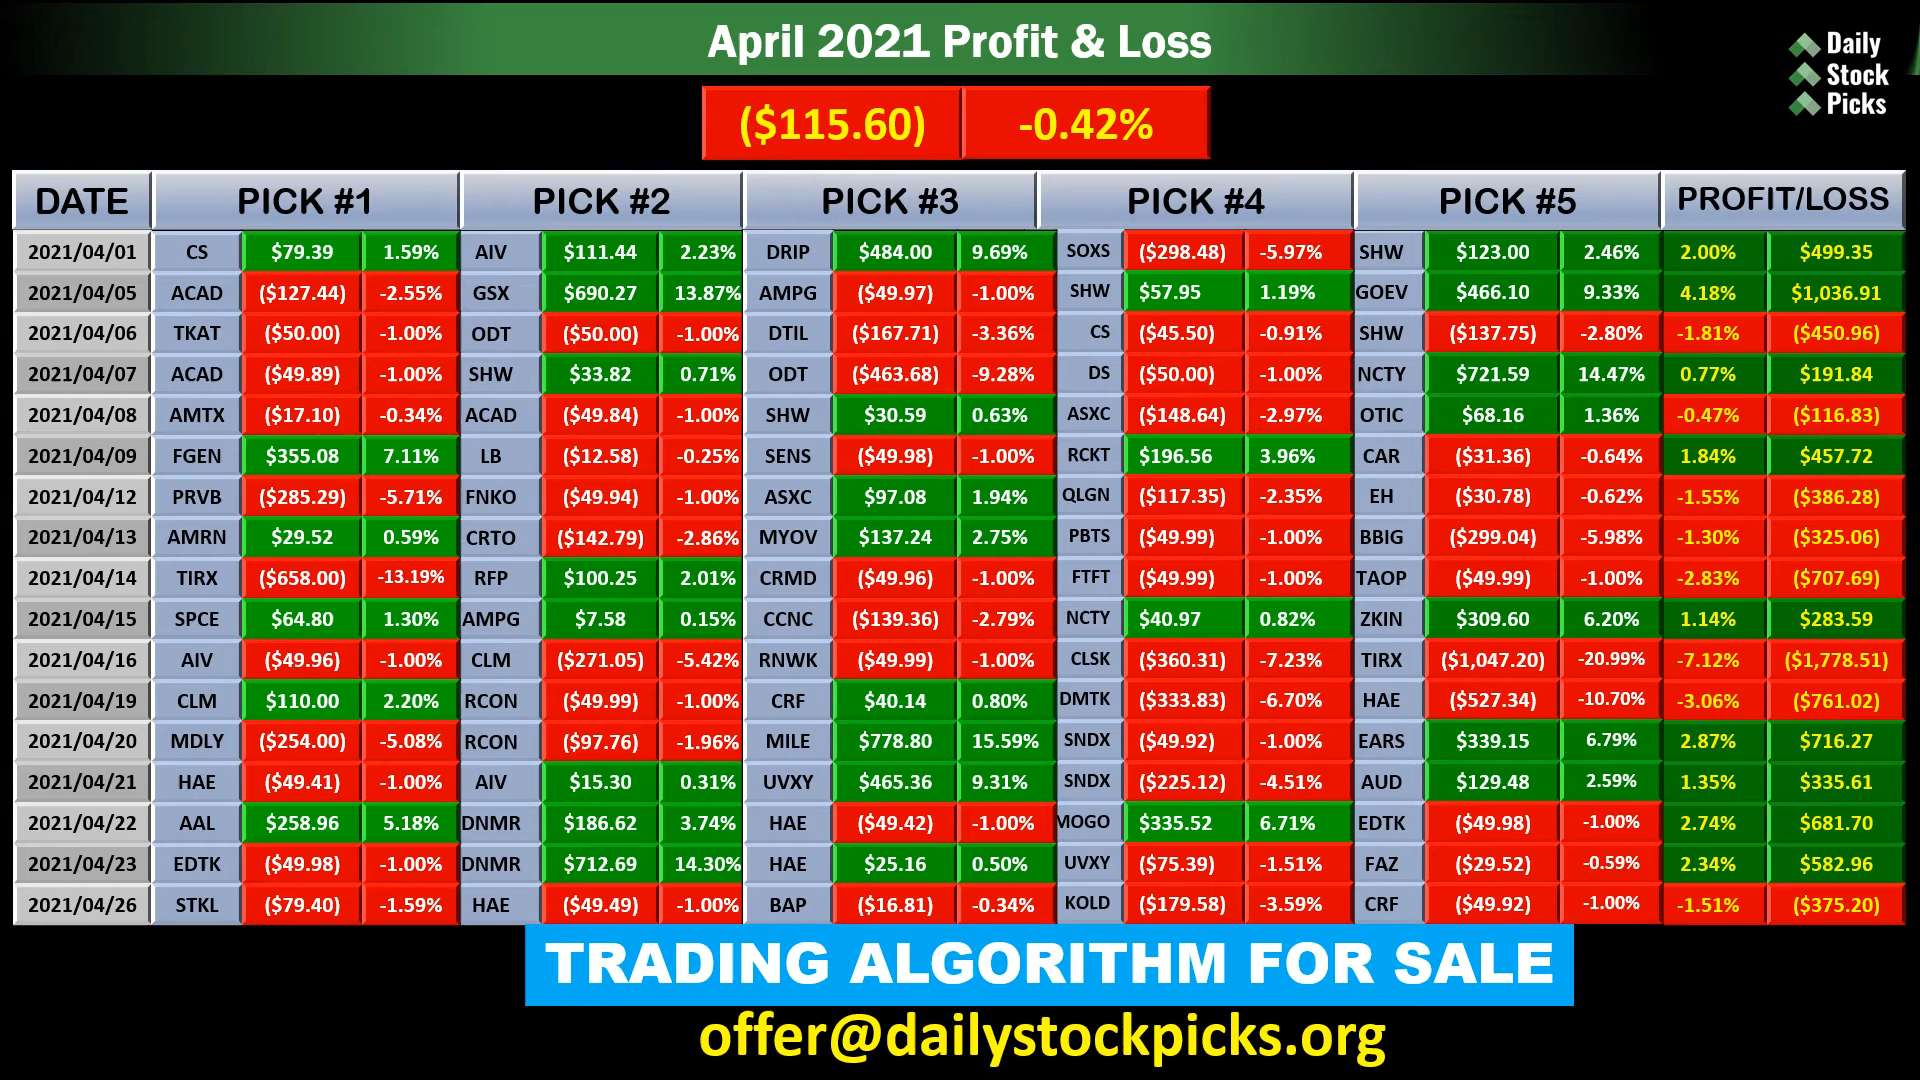 April 2021 Profit & Loss
Daily
Stock
Picks
($115.60) -0.42%
DATE PICK #1 PICK #2 PICK #3 PICK #4 PICK #5 PROFIT/LOSS
2021/04/01 CS $79.39 1.59% AIV $111.44 2.23% DRIP $484.00 9.69% SOXS ($298.48) -5.97% SHW $123.00 2.46% 2.00% $499.35
2021/04/05 ACAD ($127.44) -2.55% GSX $690.27 13.87% AMPG ($49.97) -1.00% SHW $57.95 1.19% GOEV $466.10 9.33% 4.18% $1,036.91
2021/04/06 TKAT ($50.00) -1.00% ODT ($50.00) -1.00% DTIL ($167.71) -3.36% CS ($45.50) -0.91% SHW ($137.75) -2.80% -1.81% ($450.96)
2021/04/07 ACAD ($49.89) -1.00% SHW $33.82 0.71% ODT ($463.68) -9.28% DS ($50.00) -1.00% NCTY $721.59 14.47% 0.77% $191.84
2021/04/08 AMTX ($17.10) -0.34% ACAD ($49.84) -1.00% SHW $30.59 0.63% ASXC ($148.64) -2.97% OTIC $68.16 1.36% -0.47% ($116.83)
2021/04/09 FGEN $355.08 7.11% LB ($12.58) -0.25% SENS ($49.98) -1.00% RCKT $196.56 3.96% CAR ($31.36) -0.64% 1.84% $457.72
2021/04/12 PRVB ($285.29) -5.71% FNKO ($49.94) -1.00% ASXC $97.08 1.94% QLGN ($117.35) -2.35% EH ($30.78) -0.62% -1.55% ($386.28)
2021/04/13 AMRN $29.52 0.59% CRTO ($142.79) -2.86% MYOV $137.24 2.75% PBTS ($49.99) -1.00% BBIG ($299.04) -5.98% -1.30% ($325.06)
2021/04/14 TIRX ($658.00) -13.19% RFP $100.25 2.01% CRMD ($49.96) -1.00% FTFT ($49.99) -1.00% TAOP ($49.99) -1.00% -2.83% ($707.69)
2021/04/15 SPCE $64.80 1.30% AMPG $7.58 0.15% CCNC ($139.36) -2.79% NCTY $40.97 0.82% ZKIN $309.60 6.20% 1.14% $283.59
2021/04/16 AIV ($49.96) -1.00% CLM ($271.05) -5.42% RNWK ($49.99) -1.00% CLSK ($360.31) -7.23% TIRX ($1,047.20) -20.99% -7.12% ($1,778.51)
2021/04/19 CLM $110.00 2.20% RCON ($49.99) -1.00% CRF $40.14 0.80% DMTK ($333.83) -6.70% HAE ($527.34) -10.70% -3.06% ($761.02)
2021/04/20 MDLY ($254.00) -5.08% RCON ($97.76) -1.96% MILE $778.80 15.59% SNDX ($49.92) -1.00% EARS $339.15 6.79% 2.87% $716.27
2021/04/21 HAE ($49.41) -1.00% AIV $15.30 0.31% UVXY $465.36 9.31% SNDX ($225.12) -4.51% AUD $129.48 2.59% 1.35% $335.61
2021/04/22 AAL $258.96 5.18% DNMR $186.62 3.74% HAE ($49.42) -1.00% MOGO $335.52 6.71% EDTK ($49.98) -1.00% 2.74% $681.70
2021/04/23 EDTK ($49.98) -1.00% DNMR $712.69 14.30% HAE $25.16 0.50% UVXY ($75.39) -1.51% FAZ ($29.52) -0.59% 2.34% $582.96
2021/04/26 STKL ($79.40) -1.59% HAE ($49.49) -1.00% BAP ($16.81) -0.34% KOLD ($179.58) -3.59% CRF ($49.92) -1.00% -1.51% ($375.20)
TRADING ALGORITHM FOR SALE
offer@dailystockpicks.org